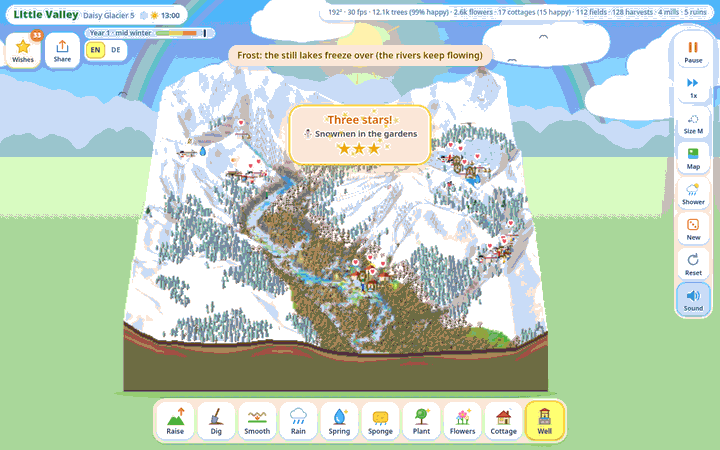 Little Valley Daisy Glacier 5 13:00
192² · 30 fps · 12.1k trees (99% happy) · 2.6k flowers · 17 cottages (15 happy) · 112 fields · 128 harvests · 4 mills · 5 ruins
Year 1 · mid winter
33
Wishes
Share
EN DE
Frost: the still lakes freeze over (the rivers keep flowing)
Three stars!
Snowmen in the gardens
Pause
1x
Size M
Map
Shower
New
Reset
Sound
Raise Dig Smooth Rain Spring Sponge Plant Flowers Cottage Well